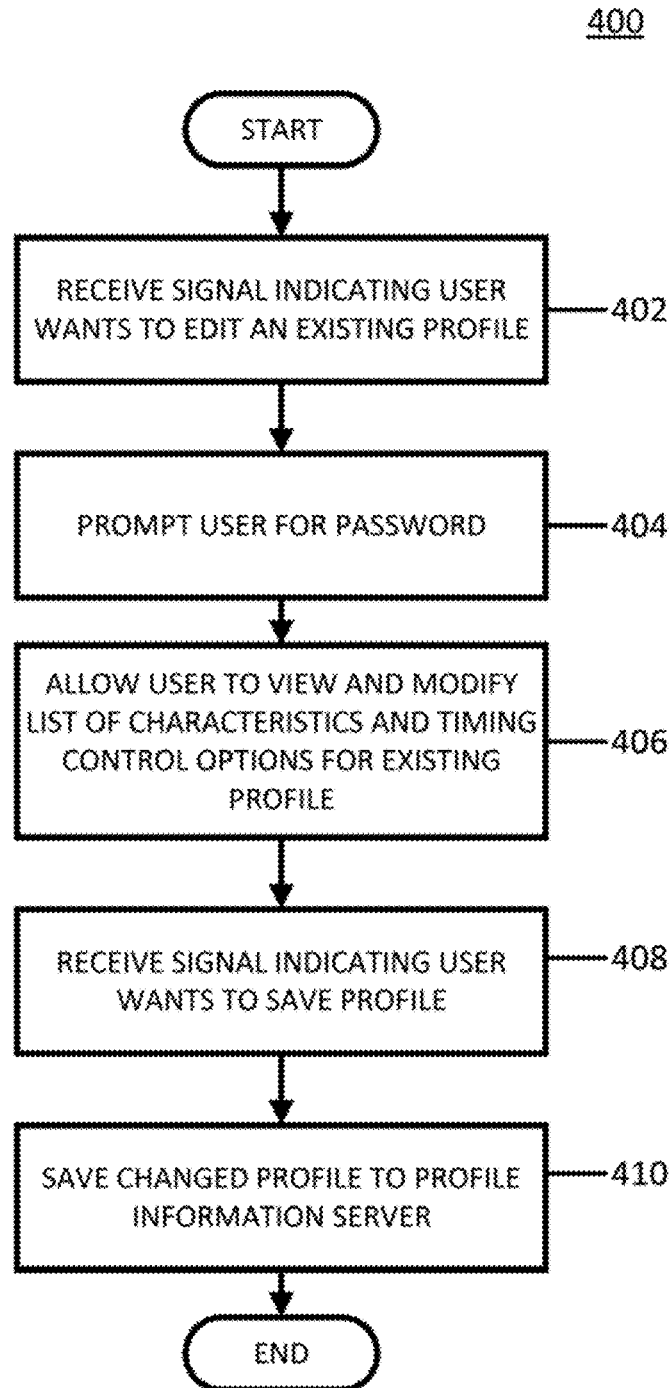 400
START
RECEIVE SIGNAL INDICATING USER
WANTS TO EDIT AN EXISTING PROFILE
402
PROMPT USER FOR PASSWORD
404
ALLOW USER TO VIEW AND MODIFY
LIST OF CHARACTERISTICS AND TIMING
CONTROL OPTIONS FOR EXISTING
PROFILE
406
RECEIVE SIGNAL INDICATING USER
WANTS TO SAVE PROFILE
408
SAVE CHANGED PROFILE TO PROFILE
INFORMATION SERVER
410
END